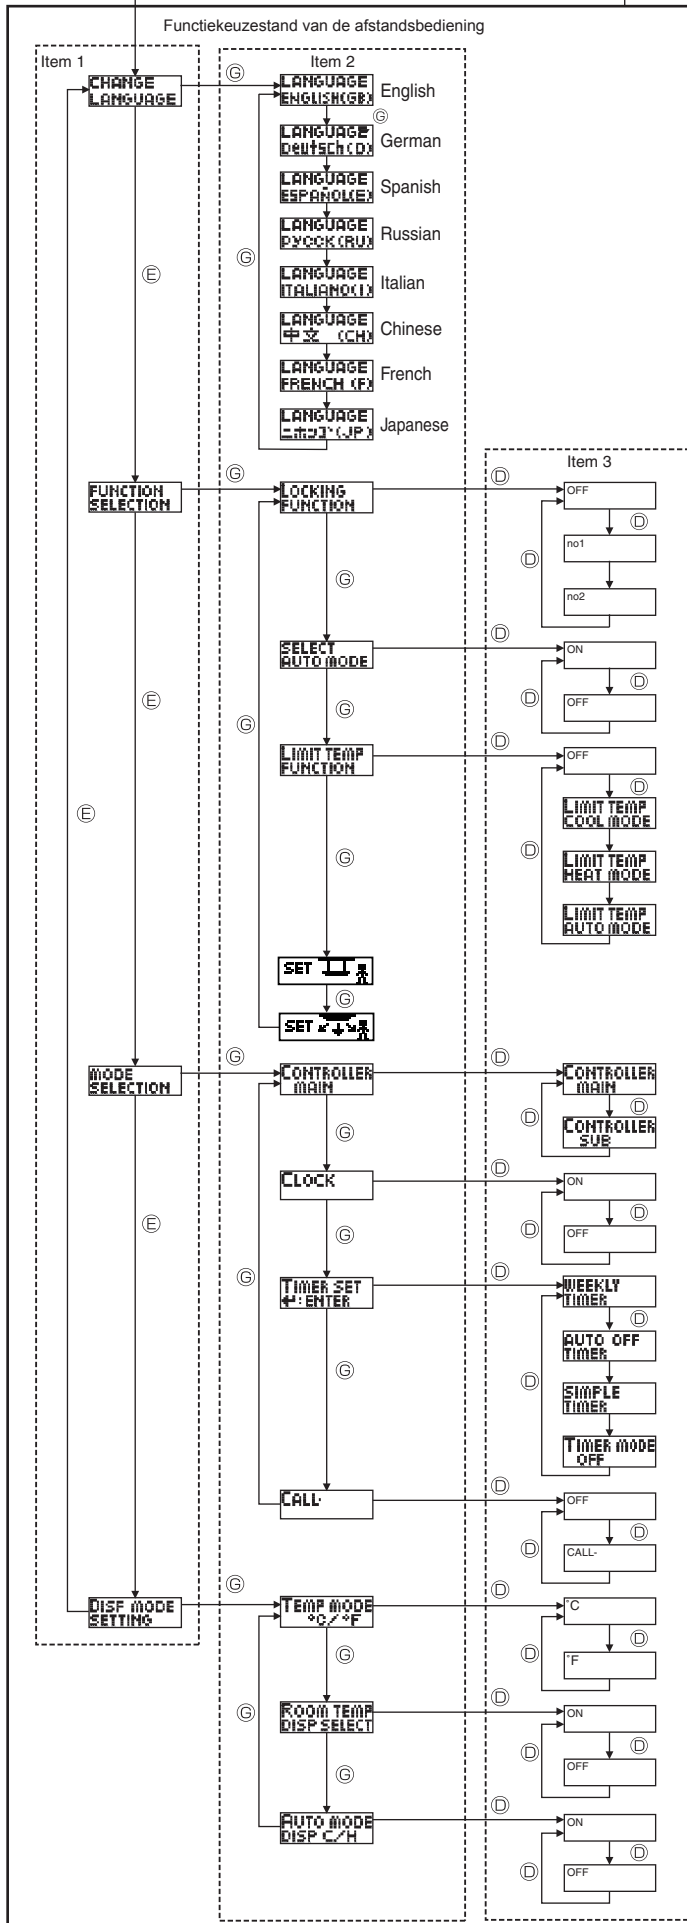 Functiekeuzestand van de afstandsbediening
Item 1
Item 2
CHANGE
LANGUAGE
Ⓖ
LANGUAGE
ENGLISH(GB)
English
Ⓖ
LANGUAGE
Deutsch(D)
German
LANGUAGE
ESPAÑOL(E)
Spanish
LANGUAGE
РУССК(RU)
Russian
Ⓖ
Ⓔ
LANGUAGE
ITALIANO(I)
Italian
LANGUAGE
中文 (CH)
Chinese
LANGUAGE
FRENCH (F)
French
LANGUAGE
ニホンゴ(JP)
Japanese
Item 3
FUNCTION
SELECTION
Ⓖ
LOCKING
FUNCTION
Ⓓ
OFF
Ⓓ
no1
Ⓓ
no2
Ⓖ
SELECT
AUTO MODE
Ⓓ
ON
Ⓓ
Ⓓ
OFF
Ⓔ
Ⓖ
Ⓖ
LIMIT TEMP
FUNCTION
Ⓓ
OFF
Ⓓ
LIMIT TEMP
COOL MODE
Ⓔ
Ⓓ
LIMIT TEMP
HEAT MODE
Ⓖ
LIMIT TEMP
AUTO MODE
SET
Ⓖ
SET
MODE
SELECTION
Ⓖ
CONTROLLER
MAIN
Ⓓ
CONTROLLER
MAIN
Ⓓ
Ⓓ
CONTROLLER
SUB
Ⓖ
CLOCK
Ⓓ
ON
Ⓓ
Ⓓ
OFF
Ⓔ
Ⓖ
Ⓖ
TIMER SET
↵:ENTER
Ⓓ
WEEKLY
TIMER
Ⓓ
AUTO OFF
TIMER
Ⓓ
SIMPLE
TIMER
Ⓖ
TIMER MODE
OFF
CALL-
Ⓓ
OFF
Ⓓ
Ⓓ
CALL-
DISP MODE
SETTING
Ⓖ
TEMP MODE
°C/°F
Ⓓ
°C
Ⓓ
Ⓓ
°F
Ⓖ
Ⓖ
ROOM TEMP
DISP SELECT
Ⓓ
ON
Ⓓ
Ⓓ
OFF
Ⓖ
AUTO MODE
DISP C/H
Ⓓ
ON
Ⓓ
Ⓓ
OFF